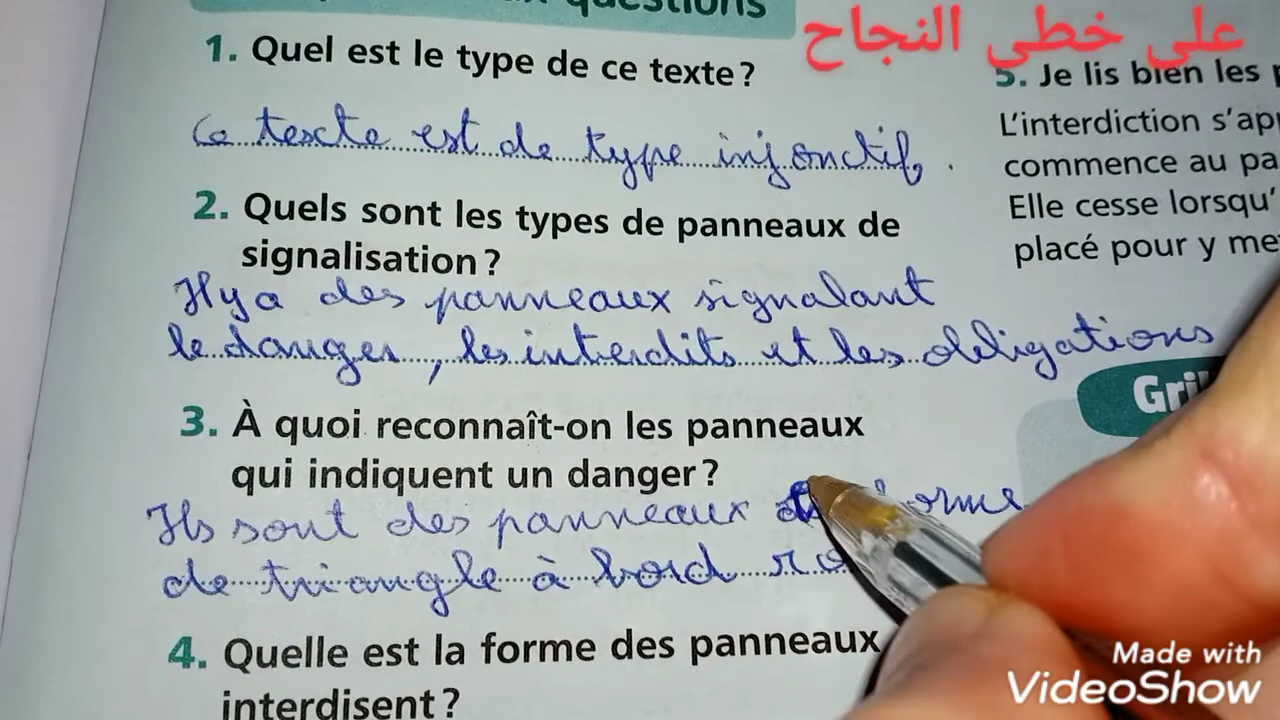 questions
على خطى النجاح
1. Quel est le type de ce texte ?
Ce texte est de type injonctif .
2. Quels sont les types de panneaux de
signalisation ?
Il y a des panneaux signalant
le danger, les interdits et les obligations
3. À quoi reconnaît-on les panneaux
qui indiquent un danger ?
Ils sont des panneaux forme
de triangle à bord
4. Quelle est la forme des panneaux
interdisent ?
5. Je lis bien les
L'interdiction s'
commence au
Elle cesse lorsqu'
placé pour y
Made with
VideoShow